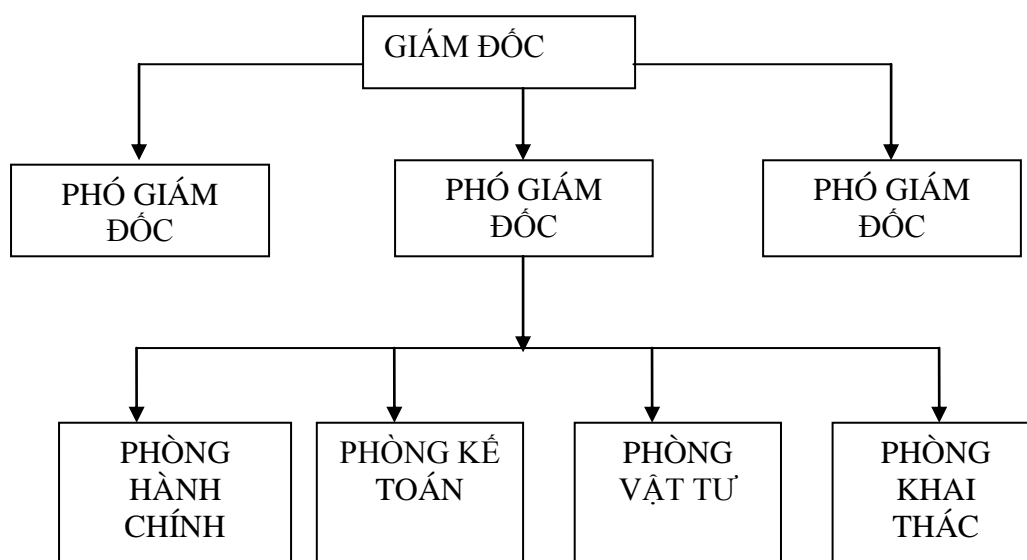 GIÁM ĐỐC
PHÓ GIÁM
ĐỐC
PHÓ GIÁM
ĐỐC
PHÓ GIÁM
ĐỐC
PHÒNG
HÀNH
CHÍNH
PHÒNG KẾ
TOÁN
PHÒNG
VẬT TƯ
PHÒNG
KHAI
THÁC